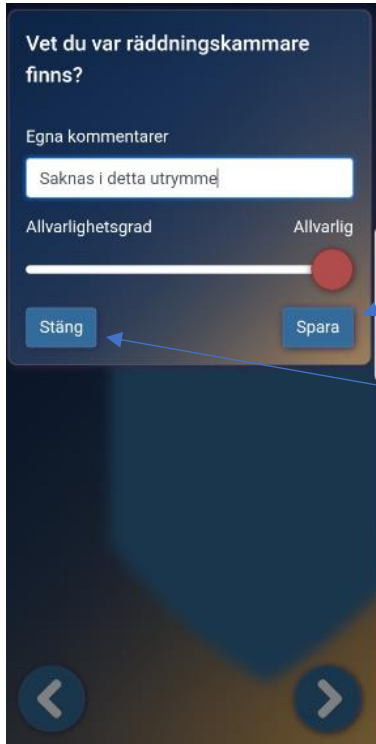 Vet du var räddningskammare
finns?
Egna kommentarer
Saknas i detta utrymme
Allvarlighetsgrad Allvarlig
Stäng Spara